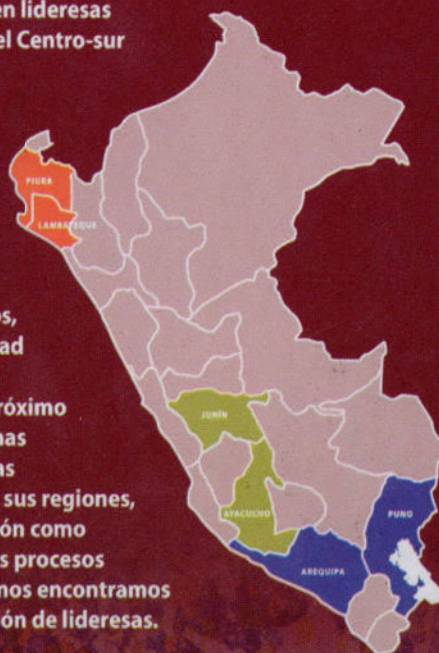 en lideresas
el Centro-sur
PIURA
LAMBAYEQUE
os,
ad
róximo
nas
as
sus regiones,
ón como
s procesos
nos encontramos
ón de lideresas.
JUNÍN
AYACUCHO
PUNO
AREQUIPA